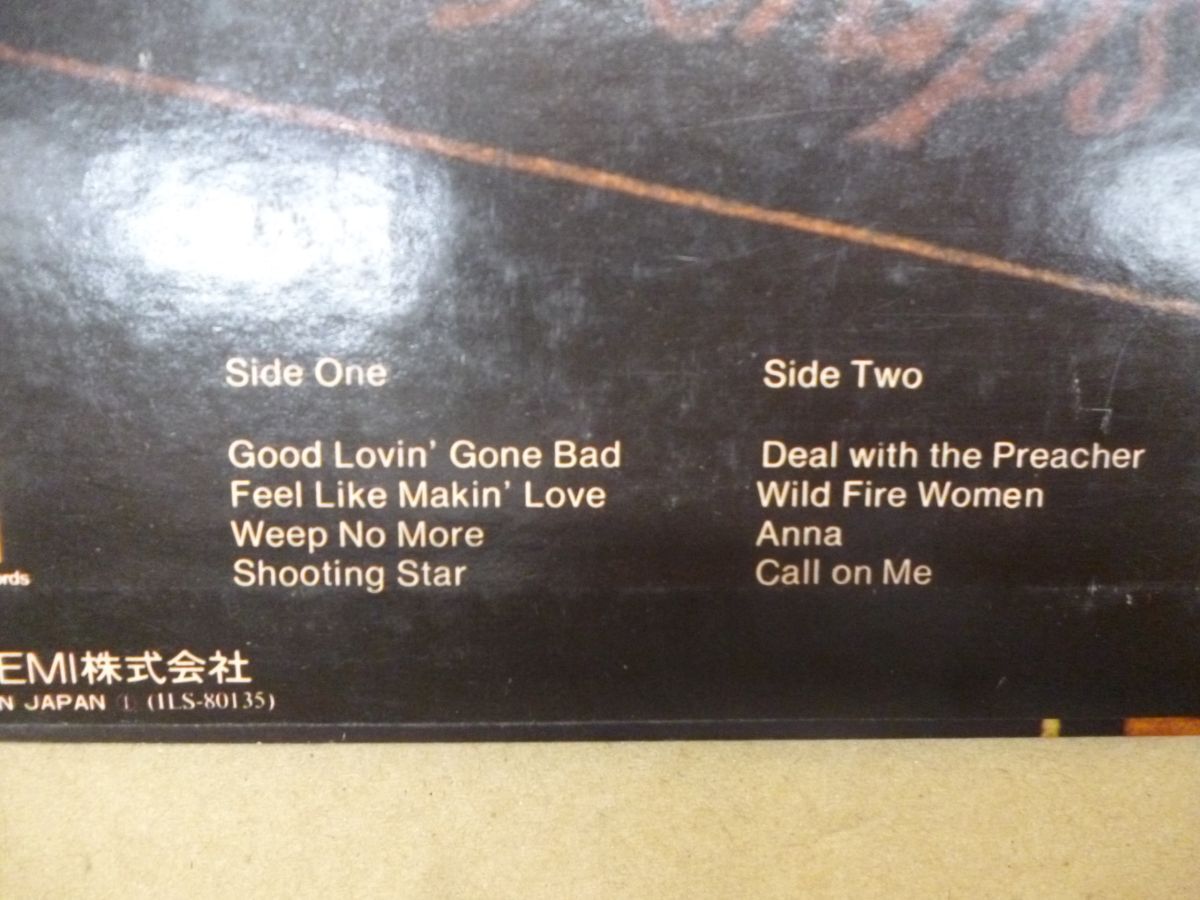 Side One
Good Lovin' Gone Bad
Feel Like Makin' Love
Weep No More
Shooting Star
Side Two
Deal with the Preacher
Wild Fire Women
Anna
Call on Me
ords
EMI株式会社
N JAPAN ① (ILS-80135)